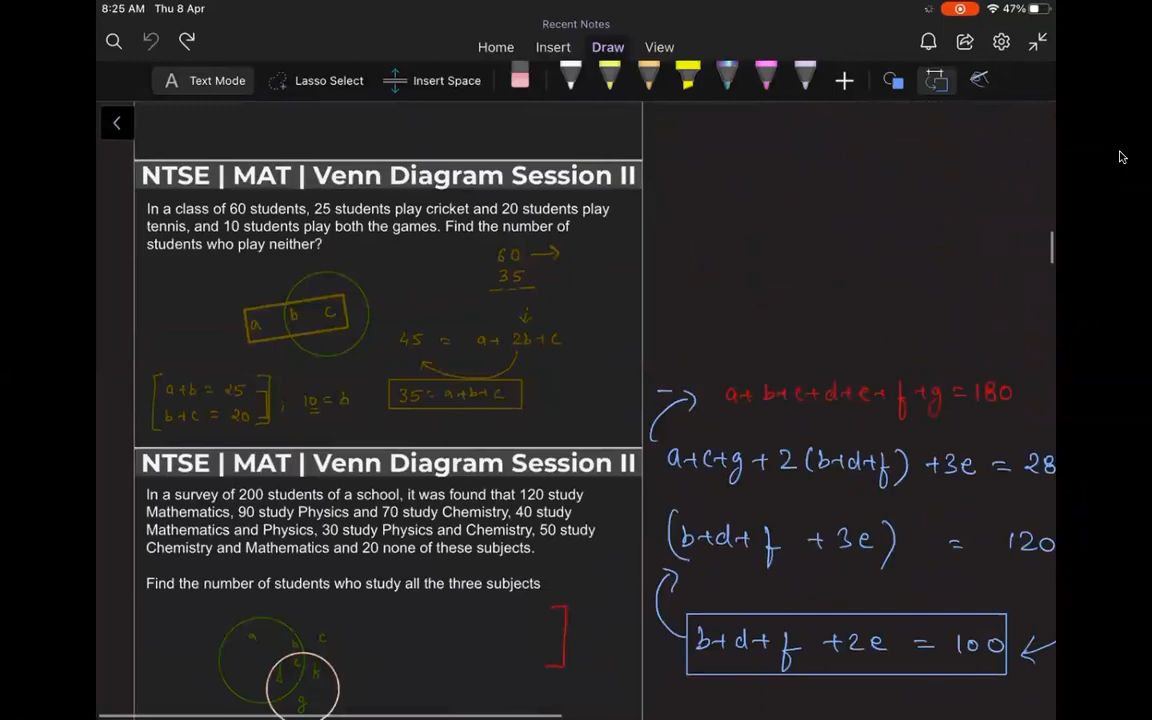 8:25 AM Thu 8 Apr
47%
Recent Notes
Home Insert Draw View
Text Mode Lasso Select Insert Space
NTSE | MAT | Venn Diagram Session II
In a class of 60 students, 25 students play cricket and 20 students play
tennis, and 10 students play both the games. Find the number of
students who play neither?
60 →
35
a b c
45 = a+ 2b+c
a+b = 25
b+c = 20
; 10 = b
35 = a+b+c
NTSE | MAT | Venn Diagram Session II
In a survey of 200 students of a school, it was found that 120 study
Mathematics, 90 study Physics and 70 study Chemistry, 40 study
Mathematics and Physics, 30 study Physics and Chemistry, 50 study
Chemistry and Mathematics and 20 none of these subjects.
Find the number of students who study all the three subjects
a b c
g
a+b+c+d+e+f+g = 180
a+c+g + 2(b+d+f) +3e = 28
(b+d+f +3e) = 120
b+d+f +2e = 100